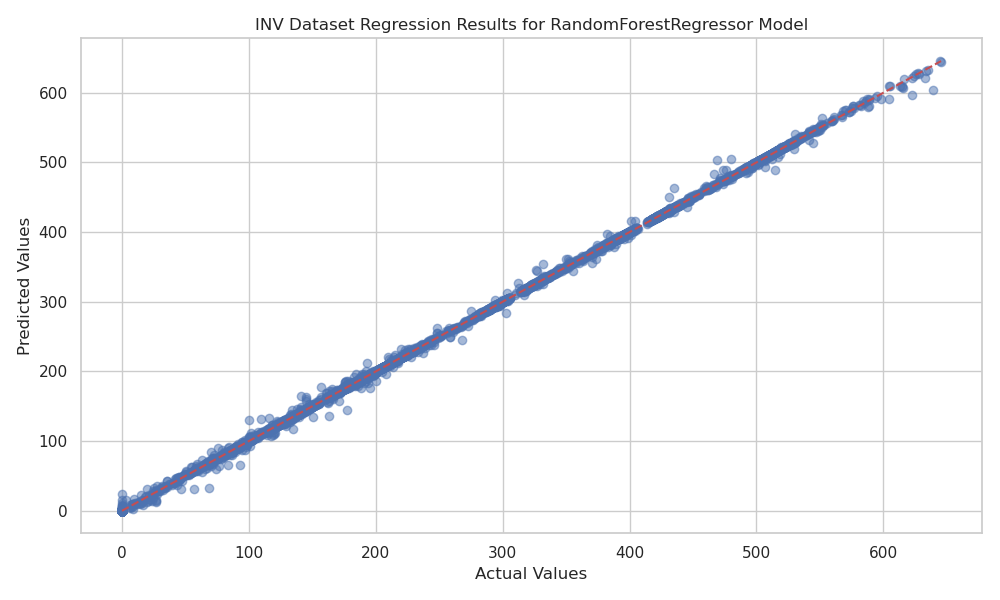 INV Dataset Regression Results for RandomForestRegressor Model
Predicted Values
600
500
400
300
200
100
0
0 100 200 300 400 500 600
Actual Values